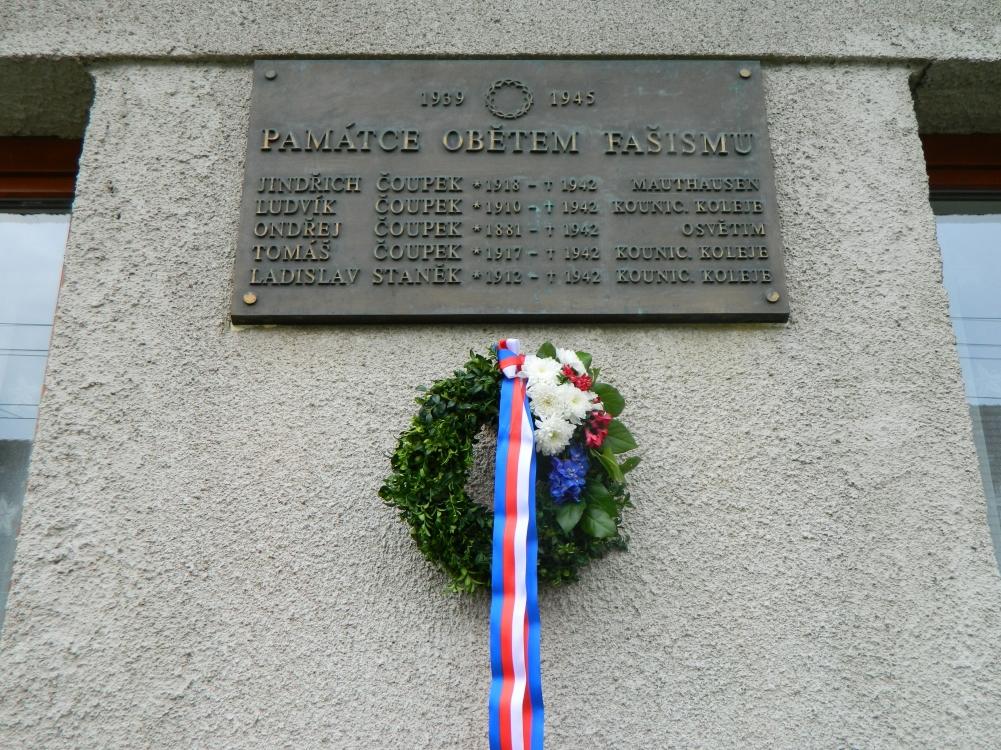 1939 1945
PAMÁTCE OBĚTEM FAŠISMU
JINDŘICH ČOUPEK *1918 – † 1942 MAUTHAUSEN
LUDVÍK ČOUPEK *1910 – † 1942 KOUNIC. KOLEJE
ONDŘEJ ČOUPEK *1881 – † 1942 OSVĚTIM
TOMÁŠ ČOUPEK *1917 – † 1942 KOUNIC. KOLEJE
LADISLAV STANĚK *1912 – † 1942 KOUNIC. KOLEJE